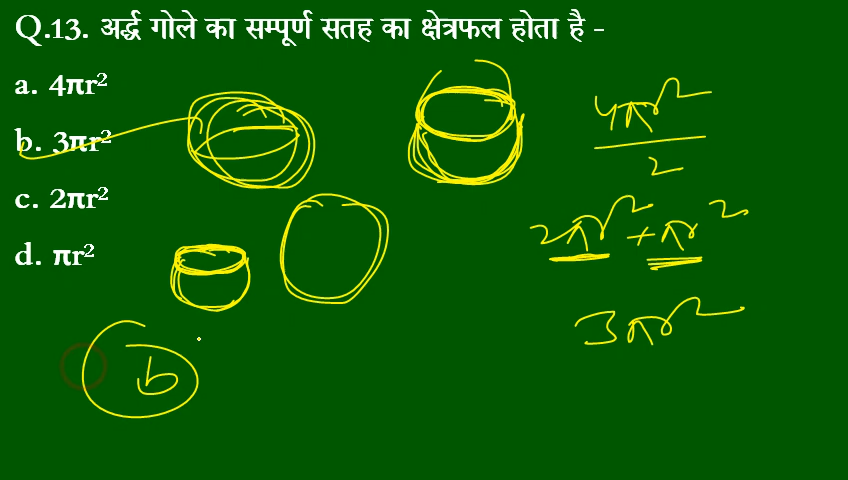 Q.13. अर्द्ध गोले का सम्पूर्ण सतह का क्षेत्रफल होता है -
a. 4πr²
b. 3πr²
c. 2πr²
d. πr²
4πr²
2
2πr² + πr²
3πr²
b